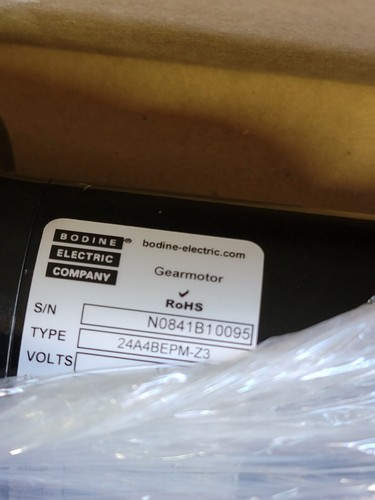 BODINE ® bodine-electric.com
ELECTRIC
COMPANY
Gearmotor
RoHS
S/N N0841B10095
TYPE 24A4BEPM-Z3
VOLTS